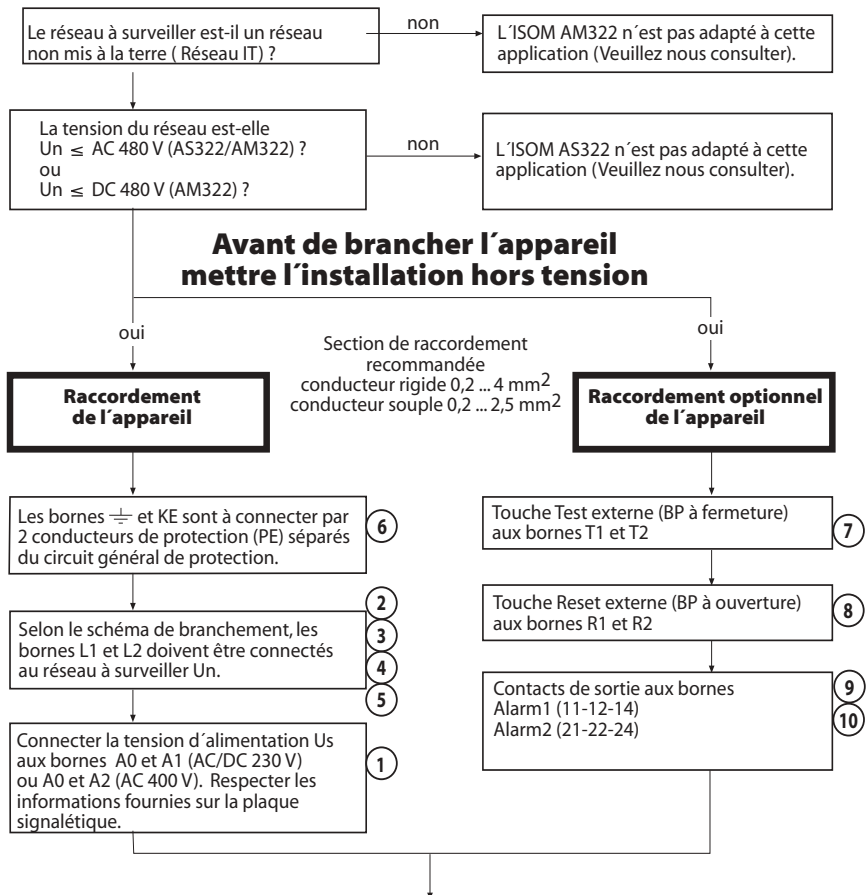 Le réseau à surveiller est-il un réseau
non mis à la terre ( Réseau IT) ?
non
L´ISOM AM322 n´est pas adapté à cette
application (Veuillez nous consulter).
La tension du réseau est-elle
Un ≤ AC 480 V (AS322/AM322) ?
ou
Un ≤ DC 480 V (AM322) ?
non
L´ISOM AS322 n´est pas adapté à cette
application (Veuillez nous consulter).
Avant de brancher l´appareil
mettre l´installation hors tension
oui
oui
Section de raccordement
recommandée
conducteur rigide 0,2 ... 4 mm²
conducteur souple 0,2 ... 2,5 mm²
Raccordement
de l´appareil
Raccordement optionnel
de l´appareil
Les bornes ⏚ et KE sont à connecter par
2 conducteurs de protection (PE) séparés
du circuit général de protection.
6
Selon le schéma de branchement, les
bornes L1 et L2 doivent être connectés
au réseau à surveiller Un.
2
3
4
5
Connecter la tension d´alimentation Us
aux bornes A0 et A1 (AC/DC 230 V)
ou A0 et A2 (AC 400 V). Respecter les
informations fournies sur la plaque
signalétique.
1
Touche Test externe (BP à fermeture)
aux bornes T1 et T2
7
Touche Reset externe (BP à ouverture)
aux bornes R1 et R2
8
Contacts de sortie aux bornes
Alarm1 (11-12-14)
Alarm2 (21-22-24)
9
10